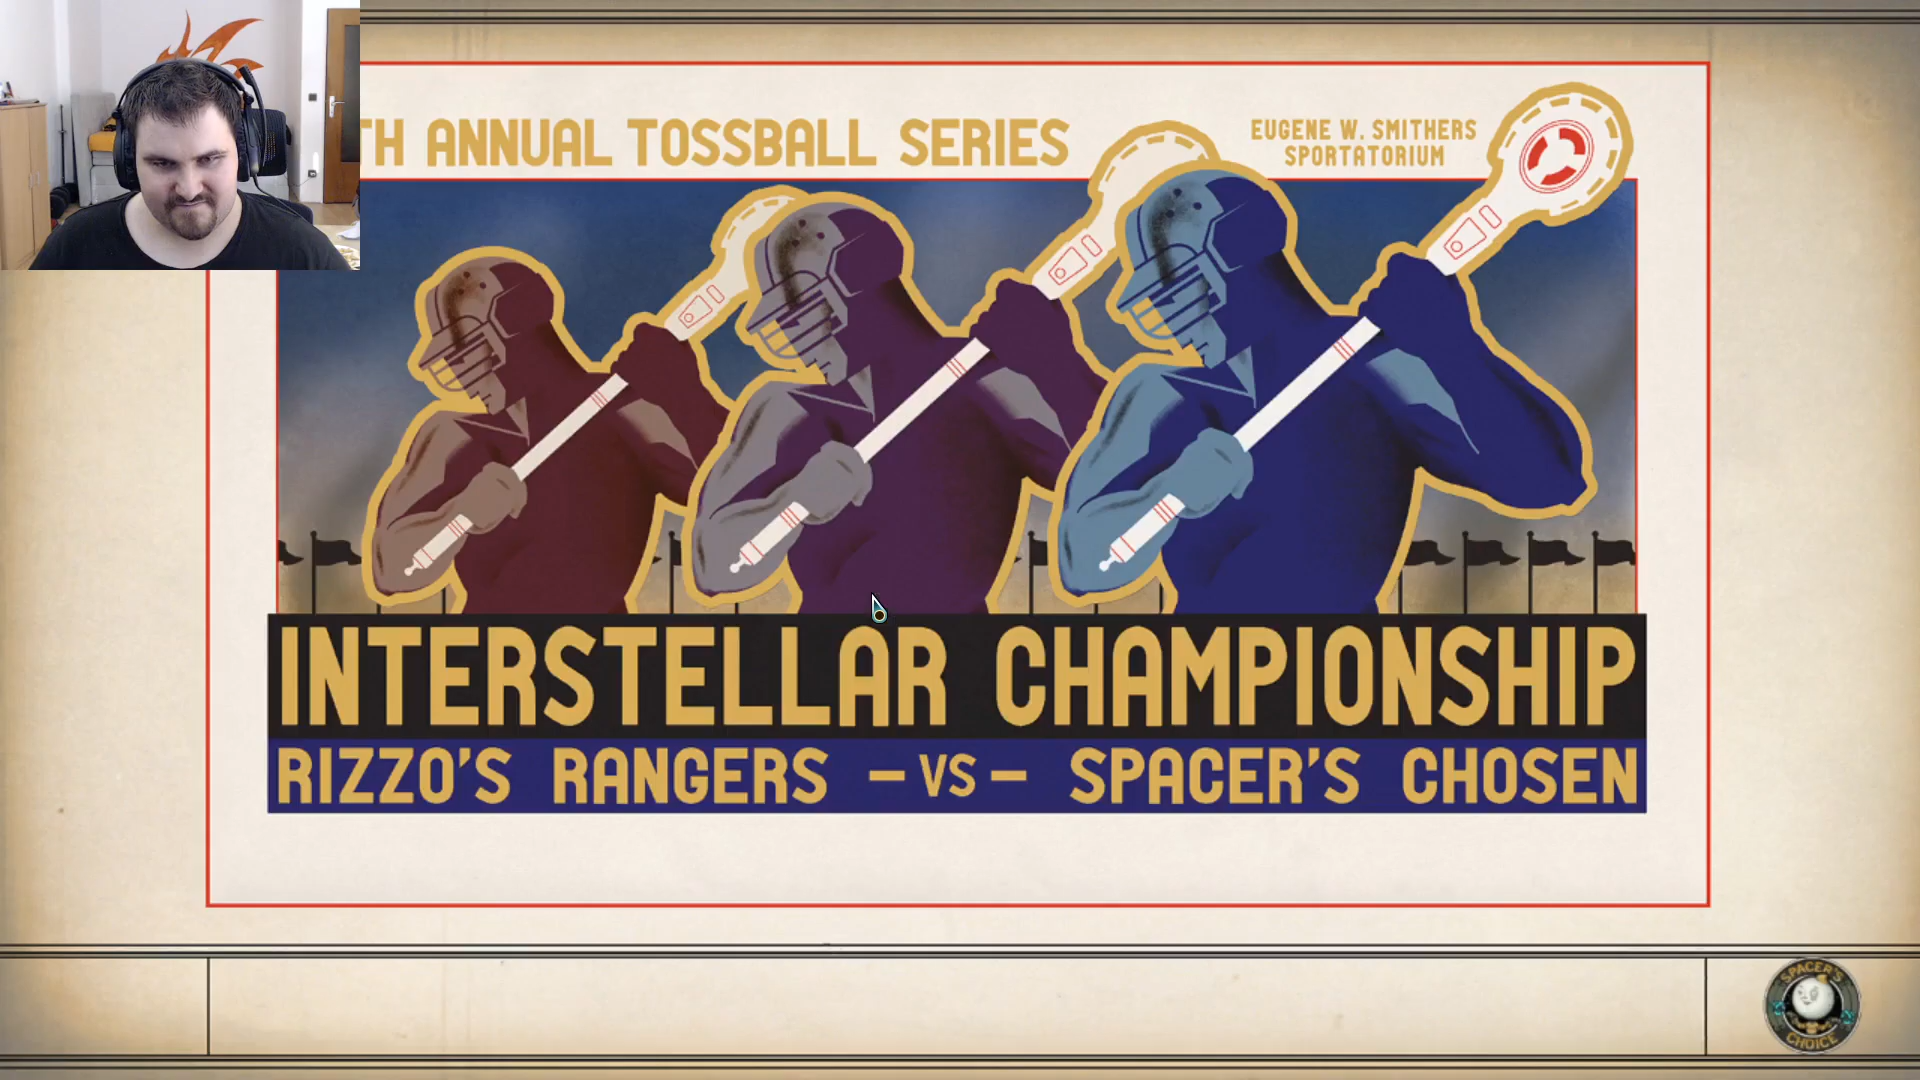 TH ANNUAL TOSSBALL SERIES
EUGENE W. SMITHERS
SPORTATORIUM
INTERSTELLAR CHAMPIONSHIP
RIZZO'S RANGERS – VS – SPACER'S CHOSEN
SPACER'S
CHOICE